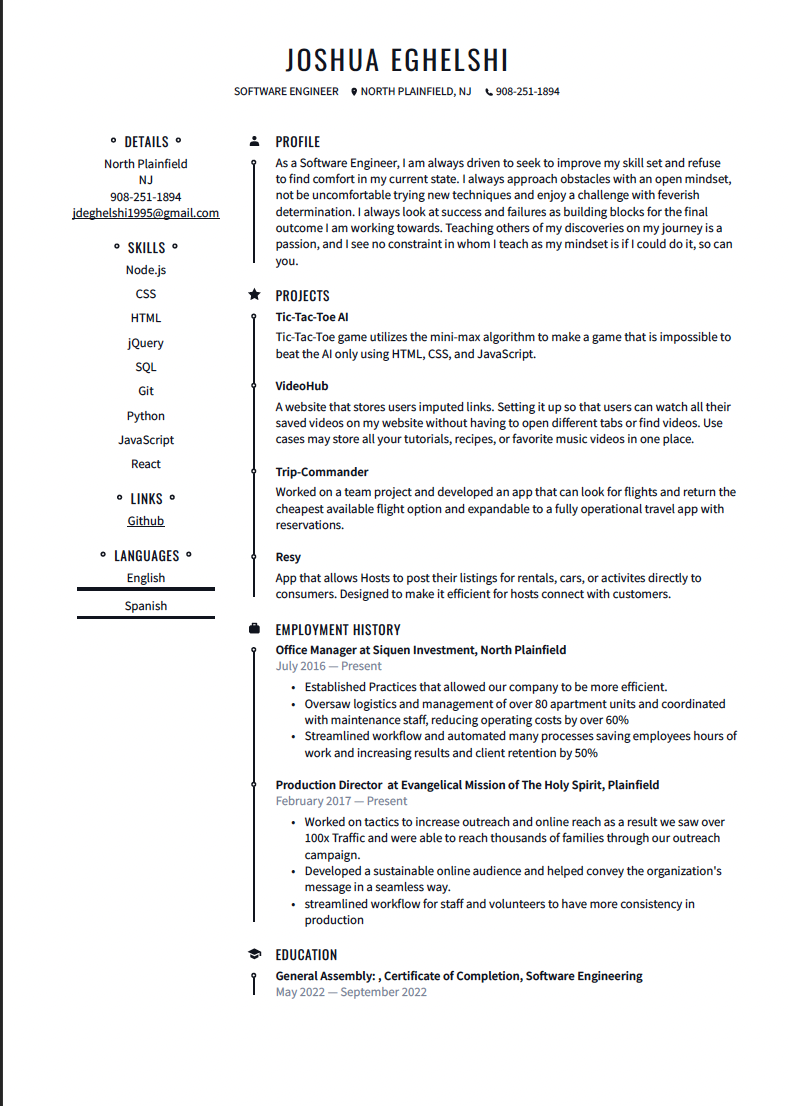 JOSHUA EGHELSHI
SOFTWARE ENGINEER NORTH PLAINFIELD, NJ 908-251-1894
DETAILS
North Plainfield
NJ
908-251-1894
jdeghelshi1995@gmail.com
SKILLS
Node.js
CSS
HTML
jQuery
SQL
Git
Python
JavaScript
React
LINKS
Github
LANGUAGES
English
Spanish
PROFILE
As a Software Engineer, I am always driven to seek to improve my skill set and refuse
to find comfort in my current state. I always approach obstacles with an open mindset,
not be uncomfortable trying new techniques and enjoy a challenge with feverish
determination. I always look at success and failures as building blocks for the final
outcome I am working towards. Teaching others of my discoveries on my journey is a
passion, and I see no constraint in whom I teach as my mindset is if I could do it, so can
you.
PROJECTS
Tic-Tac-Toe AI
Tic-Tac-Toe game utilizes the mini-max algorithm to make a game that is impossible to
beat the AI only using HTML, CSS, and JavaScript.
VideoHub
A website that stores users imputed links. Setting it up so that users can watch all their
saved videos on my website without having to open different tabs or find videos. Use
cases may store all your tutorials, recipes, or favorite music videos in one place.
Trip-Commander
Worked on a team project and developed an app that can look for flights and return the
cheapest available flight option and expandable to a fully operational travel app with
reservations.
Resy
App that allows Hosts to post their listings for rentals, cars, or activites directly to
consumers. Designed to make it efficient for hosts connect with customers.
EMPLOYMENT HISTORY
Office Manager at Siquen Investment, North Plainfield
July 2016 — Present
• Established Practices that allowed our company to be more efficient.
• Oversaw logistics and management of over 80 apartment units and coordinated
with maintenance staff, reducing operating costs by over 60%
• Streamlined workflow and automated many processes saving employees hours of
work and increasing results and client retention by 50%
Production Director at Evangelical Mission of The Holy Spirit, Plainfield
February 2017 — Present
• Worked on tactics to increase outreach and online reach as a result we saw over
100x Traffic and were able to reach thousands of families through our outreach
campaign.
• Developed a sustainable online audience and helped convey the organization's
message in a seamless way.
• streamlined workflow for staff and volunteers to have more consistency in
production
EDUCATION
General Assembly: , Certificate of Completion, Software Engineering
May 2022 — September 2022